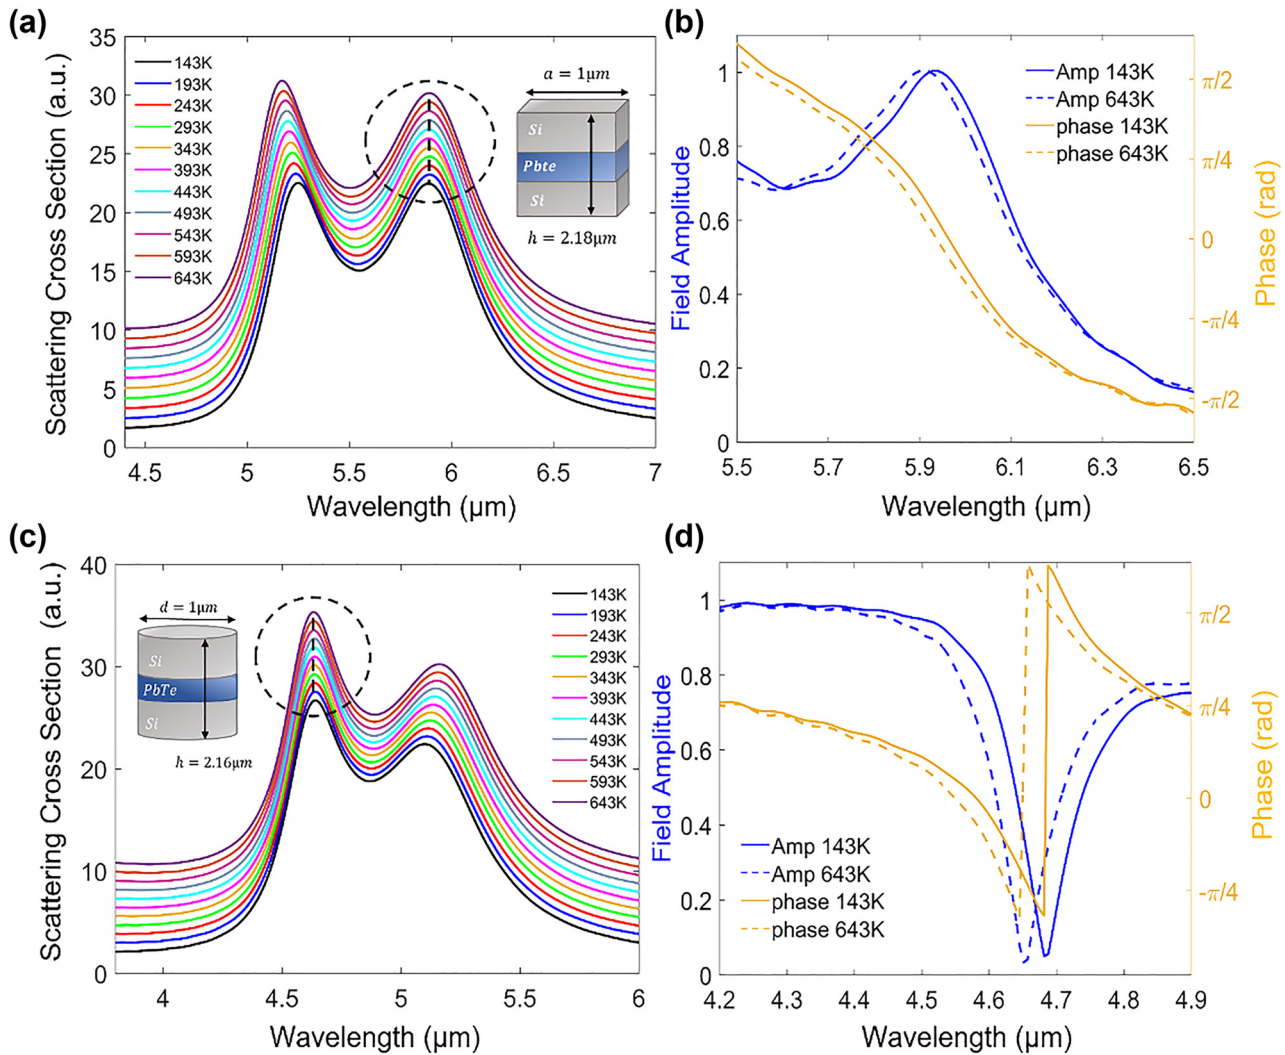 (a)
35
30
25
20
15
10
5
0
Scattering Cross Section (a.u.)
143K
193K
243K
293K
343K
393K
443K
493K
543K
593K
643K
a = 1μm
Si
Pbte
Si
h = 2.18μm
4.5 5 5.5 6 6.5 7
Wavelength (μm)
(b)
1
0.8
0.6
0.4
0.2
0
Field Amplitude
Amp 143K
Amp 643K
phase 143K
phase 643K
π/2
π/4
0
-π/4
-π/2
Phase (rad)
5.5 5.7 5.9 6.1 6.3 6.5
Wavelength (μm)
(c)
40
30
20
10
0
Scattering Cross Section (a.u.)
d = 1μm
Si
PbTe
Si
h = 2.16μm
143K
193K
243K
293K
343K
393K
443K
493K
543K
593K
643K
4 4.5 5 5.5 6
Wavelength (μm)
(d)
1
0.8
0.6
0.4
0.2
0
Field Amplitude
Amp 143K
Amp 643K
phase 143K
phase 643K
π/2
π/4
0
-π/4
Phase (rad)
4.2 4.3 4.4 4.5 4.6 4.7 4.8 4.9
Wavelength (μm)